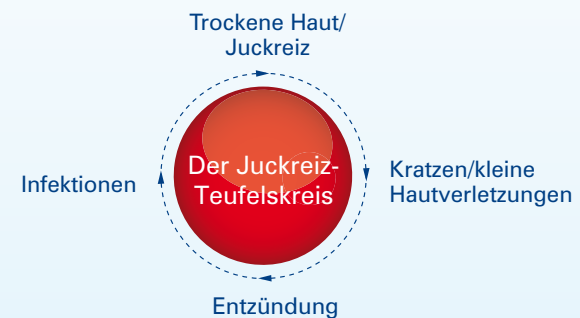 Trockene Haut/
Juckreiz
Der Juckreiz-
Teufelskreis
Kratzen/kleine
Hautverletzungen
Infektionen
Entzündung